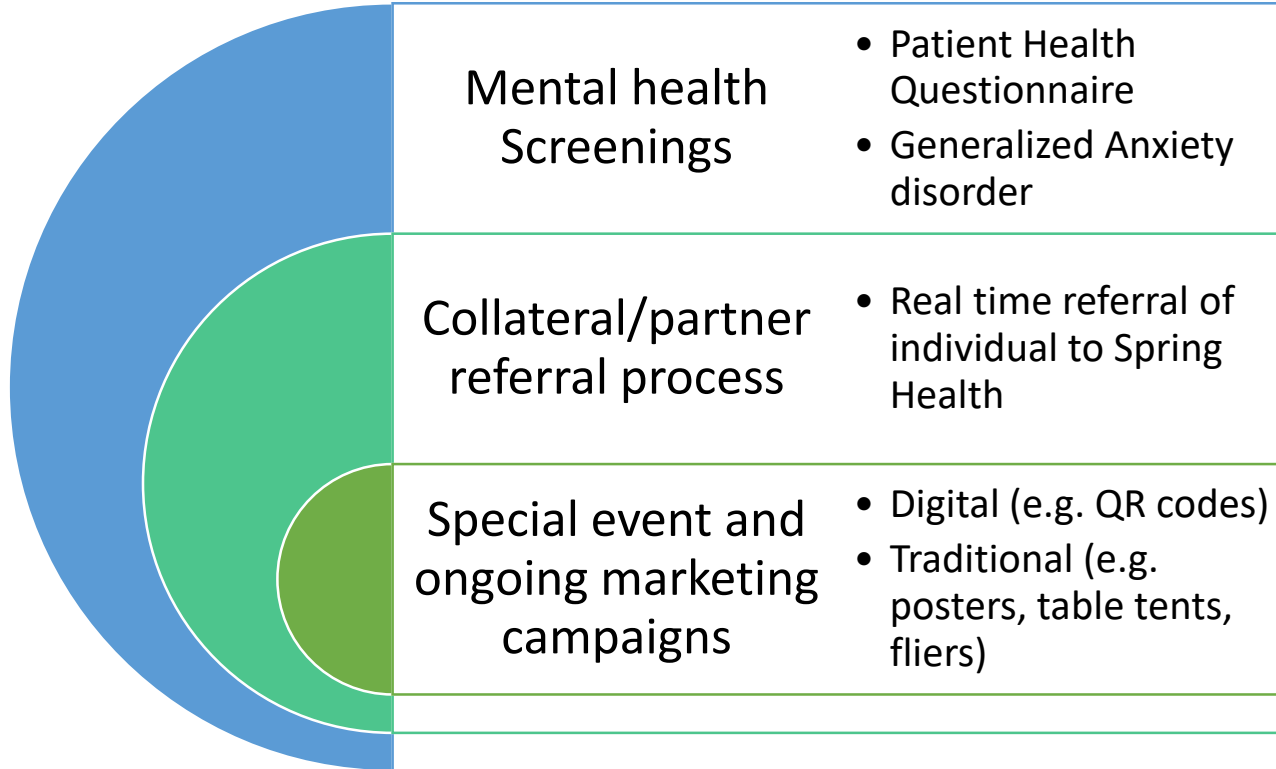 Mental health
Screenings
• Patient Health
Questionnaire
• Generalized Anxiety
disorder
Collateral/partner
referral process
• Real time referral of
individual to Spring
Health
Special event and
ongoing marketing
campaigns
• Digital (e.g. QR codes)
• Traditional (e.g.
posters, table tents,
fliers)